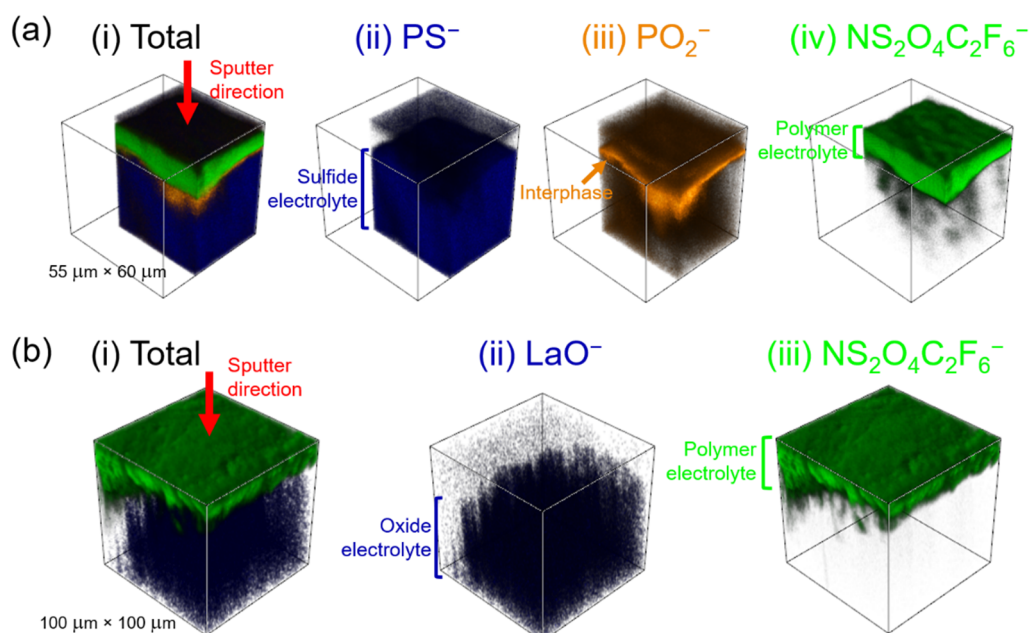 (a)
(i) Total
(ii) PS⁻
(iii) PO₂⁻
(iv) NS₂O₄C₂F₆⁻
Sputter
direction
Sulfide
electrolyte
Interphase
Polymer
electrolyte
55 μm × 60 μm
(b)
(i) Total
(ii) LaO⁻
(iii) NS₂O₄C₂F₆⁻
Sputter
direction
Oxide
electrolyte
Polymer
electrolyte
100 μm × 100 μm